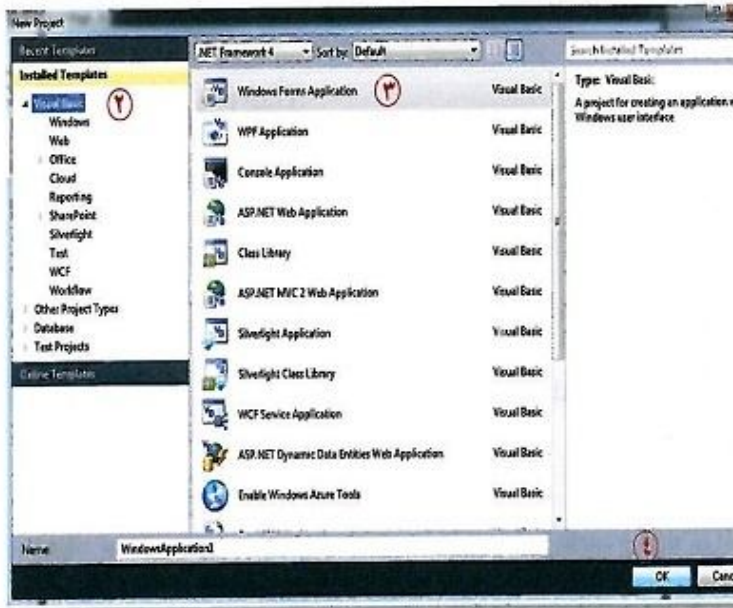 New Project
Recent Templates
.NET Framework 4
Sort by: Default
Search Installed Templates
Installed Templates
Visual Basic
٢
Windows
Web
Office
Cloud
Reporting
SharePoint
Silverlight
Test
WCF
Workflow
Other Project Types
Database
Test Projects
Online Templates
Windows Forms Application ٣ Visual Basic
WPF Application Visual Basic
Console Application Visual Basic
ASP.NET Web Application Visual Basic
Class Library Visual Basic
ASP.NET MVC 2 Web Application Visual Basic
Silverlight Application Visual Basic
Silverlight Class Library Visual Basic
WCF Service Application Visual Basic
ASP.NET Dynamic Data Entities Web Application Visual Basic
Enable Windows Azure Tools Visual Basic
Type: Visual Basic
A project for creating an application
Windows user interface
Name: WindowsApplication1
٤
OK
Canc